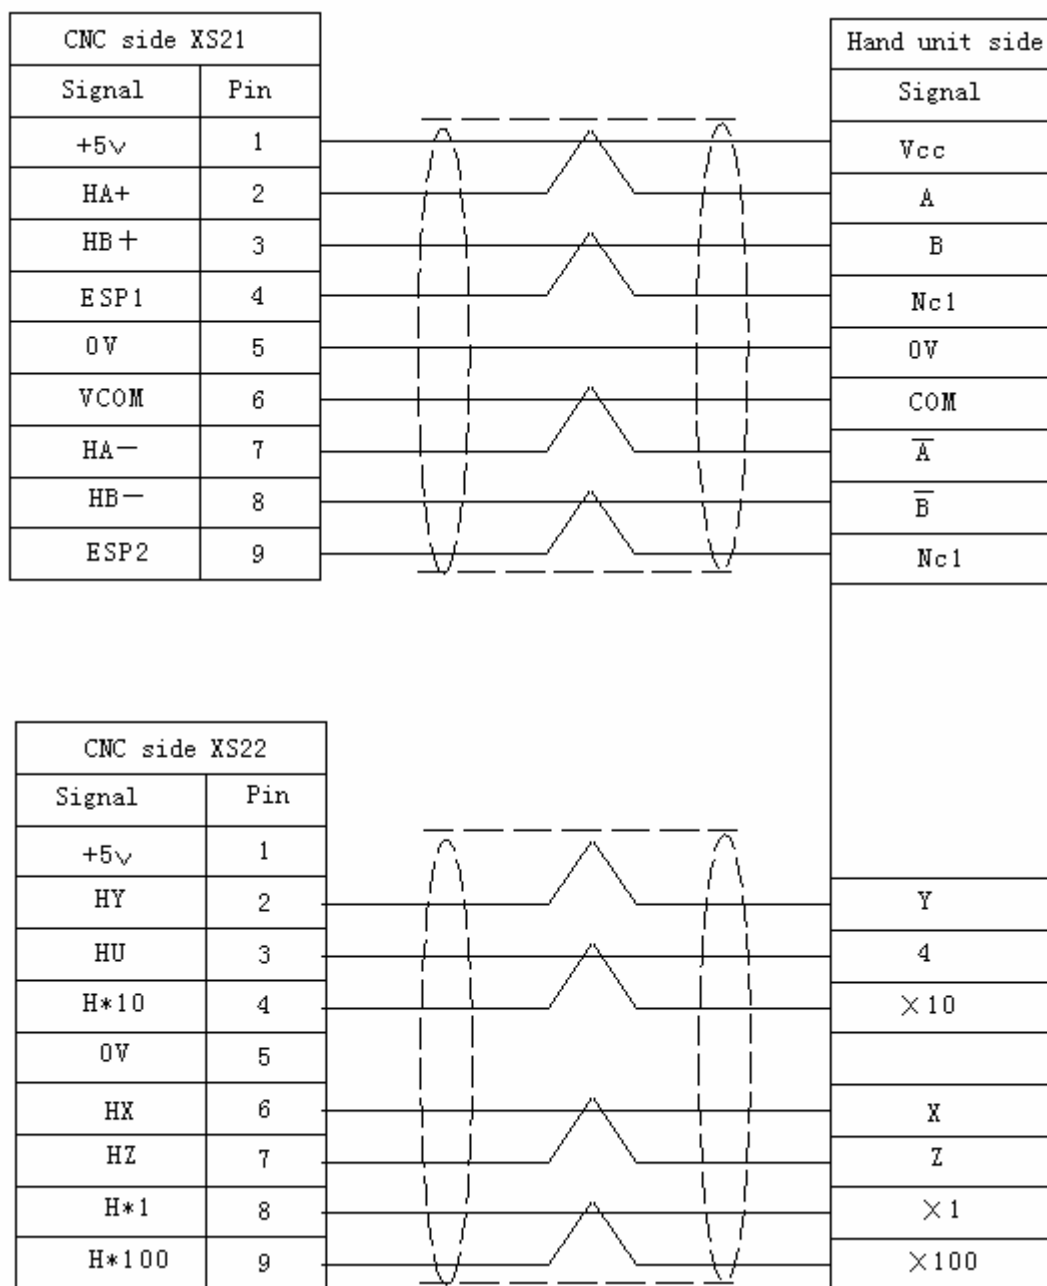 CNC side XS21
Signal Pin
+5v 1
HA+ 2
HB+ 3
ESP1 4
0V 5
VCOM 6
HA− 7
HB− 8
ESP2 9
Hand unit side
Signal
Vcc
A
B
Nc1
0V
COM
A̅
B̅
Nc1
CNC side XS22
Signal Pin
+5v 1
HY 2
HU 3
H*10 4
0V 5
HX 6
HZ 7
H*1 8
H*100 9
Y
4
×10
X
Z
×1
×100